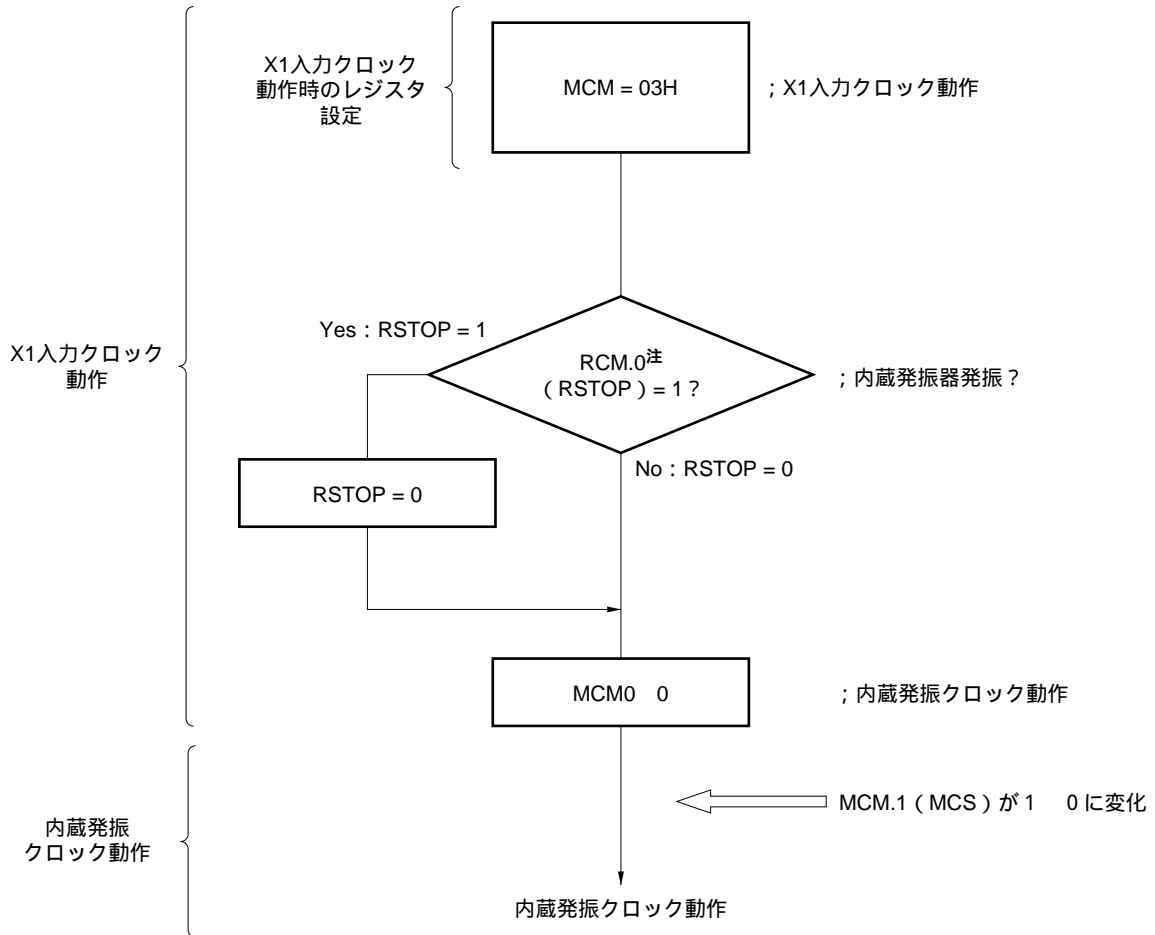 X1入力クロック
動作時のレジスタ
設定
MCM = 03H
；X1入力クロック動作
X1入力クロック
動作
Yes：RSTOP = 1
RCM.0注
（RSTOP）= 1？
；内蔵発振器発振？
No：RSTOP = 0
RSTOP = 0
MCM0　0
；内蔵発振クロック動作
MCM.1（MCS）が 1　0 に変化
内蔵発振
クロック動作
内蔵発振クロック動作